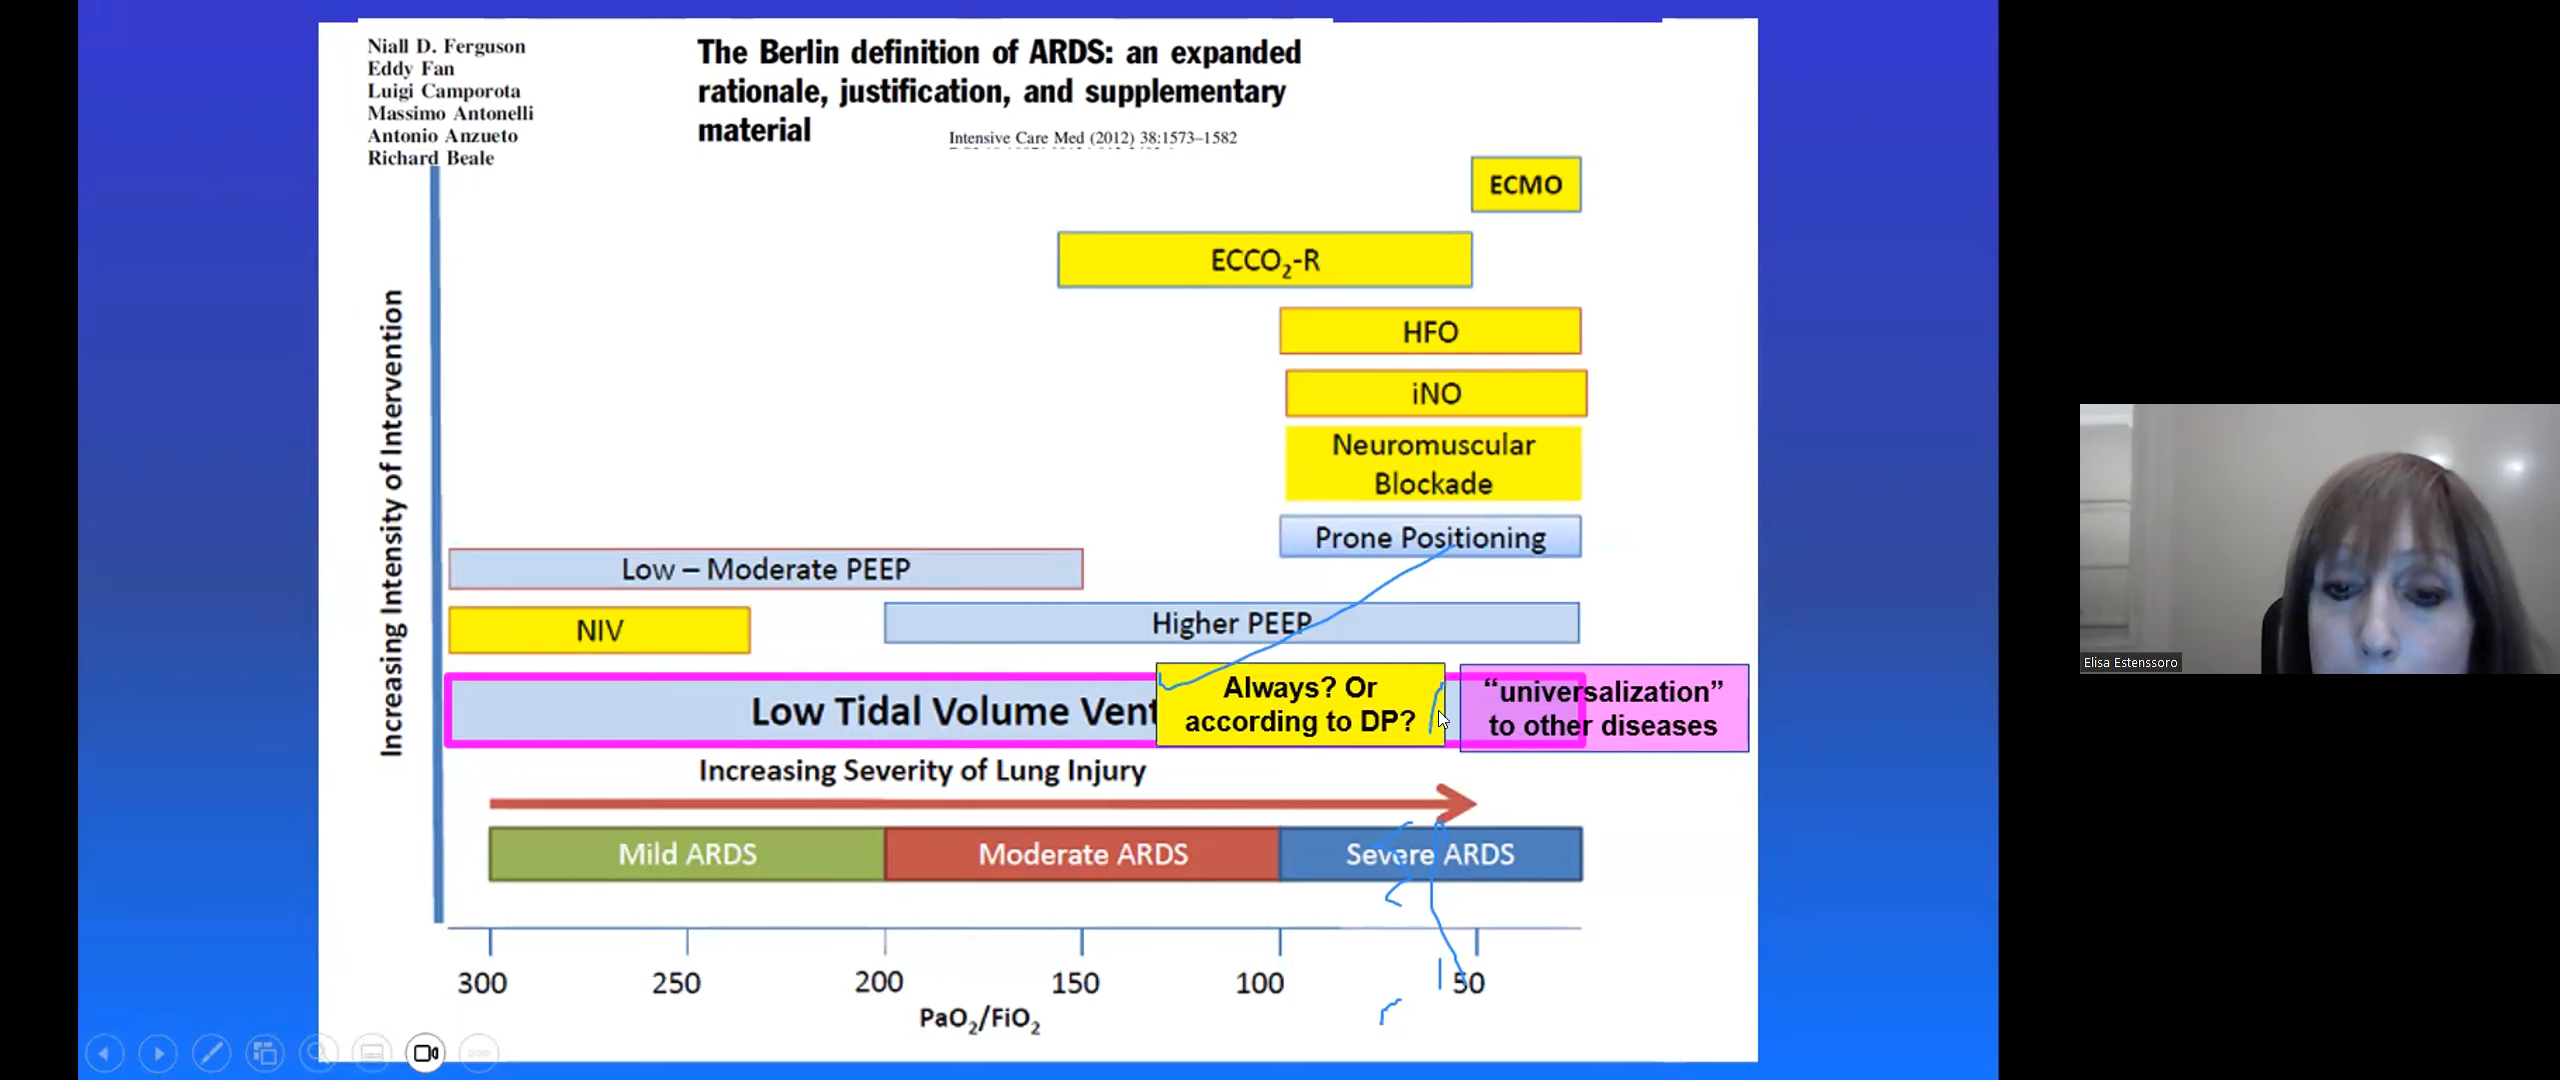 Niall D. Ferguson
Eddy Fan
Luigi Camporota
Massimo Antonelli
Antonio Anzueto
Richard Beale
The Berlin definition of ARDS: an expanded
rationale, justification, and supplementary
material
Intensive Care Med (2012) 38:1573–1582
Increasing Intensity of Intervention
ECMO
ECCO₂-R
HFO
iNO
Neuromuscular
Blockade
Prone Positioning
Low – Moderate PEEP
Higher PEEP
NIV
Low Tidal Volume Vent
Always? Or
according to DP?
“universalization”
to other diseases
Increasing Severity of Lung Injury
Mild ARDS
Moderate ARDS
Severe ARDS
300 250 200 150 100 50
PaO₂/FiO₂
Elisa Estenssoro